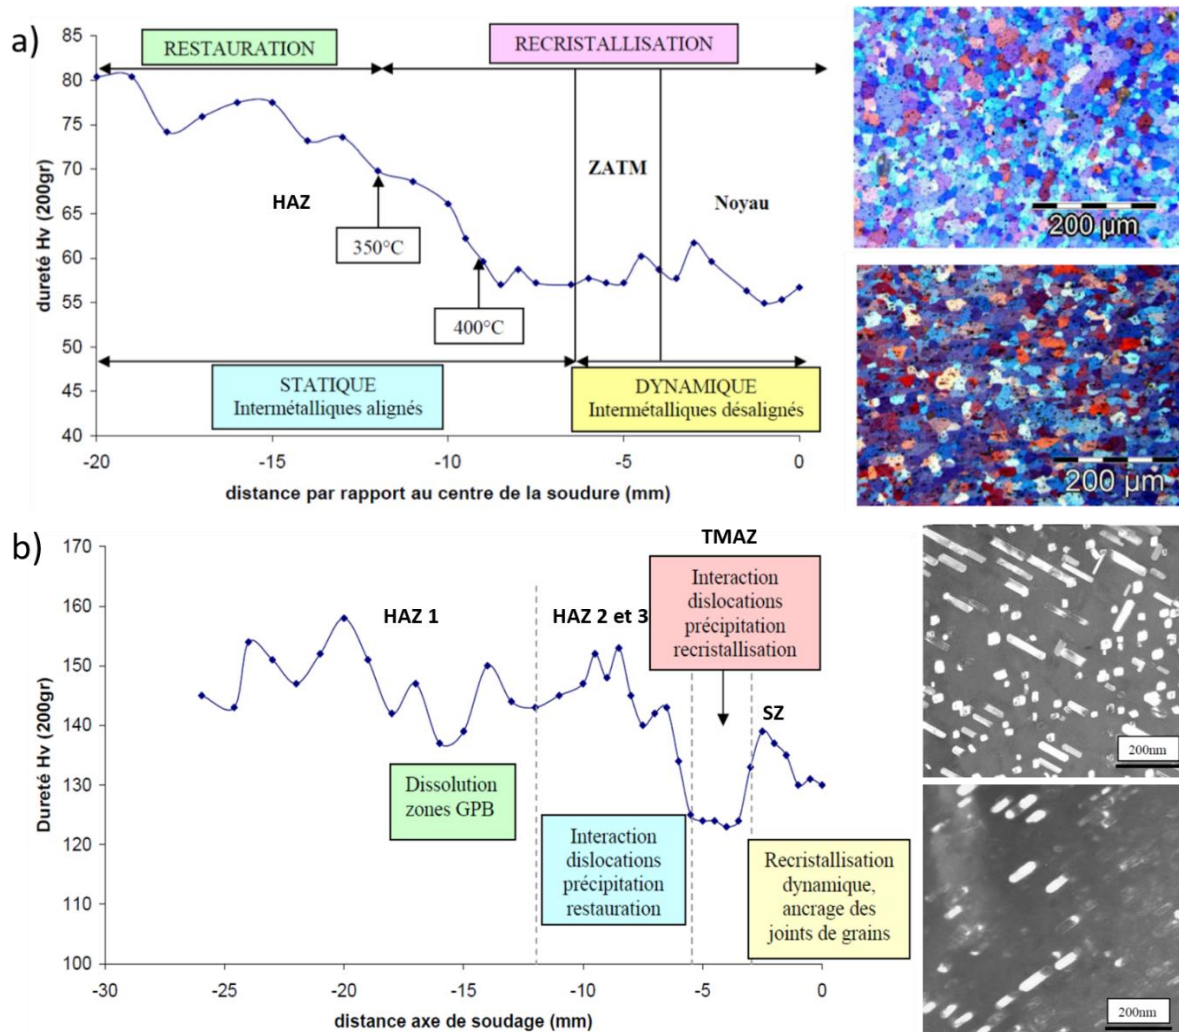 a)
85
80
75
70
65
60
55
50
45
40
dureté Hv (200gr)
RESTAURATION
RECRISTALLISATION
HAZ
350°C
400°C
ZATM
Noyau
STATIQUE
Intermétalliques alignés
DYNAMIQUE
Intermétalliques désalignés
-20
-15
-10
-5
0
distance par rapport au centre de la soudure (mm)
200 µm
200 µm
b)
170
160
150
140
130
120
110
100
Dureté Hv (200gr)
HAZ 1
HAZ 2 et 3
TMAZ
Interaction
dislocations
précipitation
recristallisation
SZ
Dissolution
zones GPB
Interaction
dislocations
précipitation
restauration
Recristallisation
dynamique,
ancrage des
joints de grains
-30
-25
-20
-15
-10
-5
0
distance axe de soudage (mm)
200nm
200nm